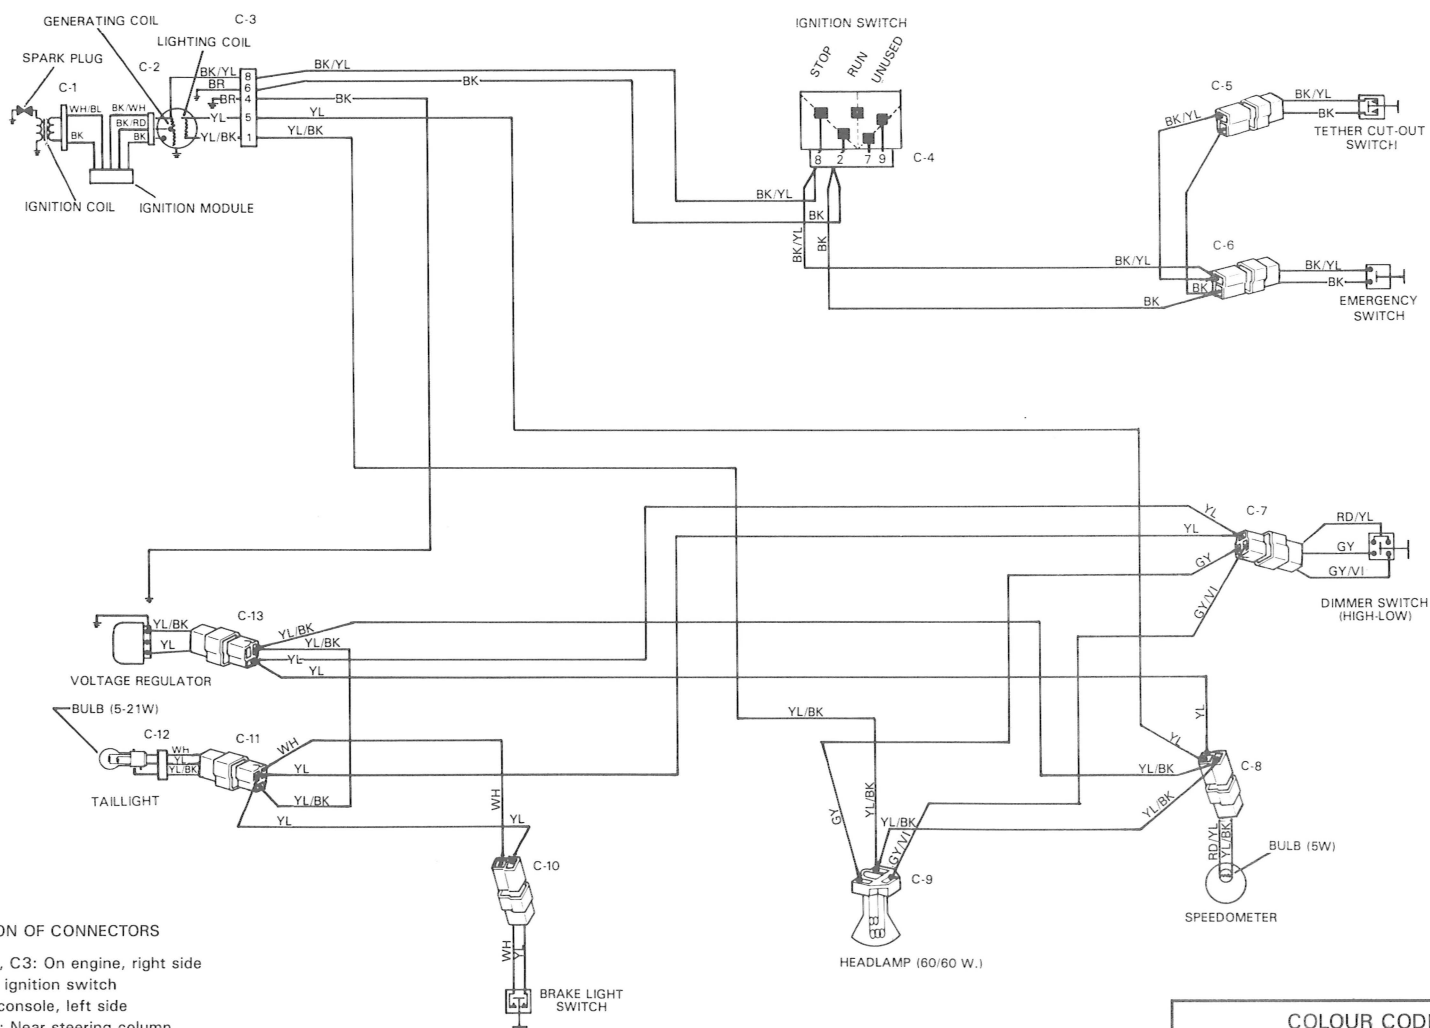 GENERATING COIL
C-3
LIGHTING COIL
SPARK PLUG
C-2
C-1
WH/BL
BK
BK/WH
BK/RD
BK
BK/YL
BR
BR
YL
YL/BK
8
6
4
5
1
BK/YL
BK
BK
YL
YL/BK
IGNITION COIL
IGNITION MODULE
IGNITION SWITCH
STOP
RUN
UNUSED
8 2 7 9
C-4
BK/YL
BK
BK/YL
BK
C-5
BK/YL
BK/YL
BK
TETHER CUT-OUT
SWITCH
C-6
BK/YL
BK
BK
BK/YL
BK
EMERGENCY
SWITCH
C-7
YL
YL
GY
GY/VI
RD/YL
GY
GY/VI
DIMMER SWITCH
(HIGH-LOW)
C-13
YL/BK
YL
YL/BK
YL/BK
YL
YL
VOLTAGE REGULATOR
BULB (5-21W)
C-12
C-11
WH
YL
YL/BK
WH
YL
YL/BK
YL
TAILLIGHT
WH
YL
C-10
WH
YL
BRAKE LIGHT
SWITCH
YL/BK
GY
YL/BK
YL/BK
GY/VI
C-9
HEADLAMP (60/60 W.)
YL
YL
YL/BK
YL/BK
C-8
RD/YL
YL/BK
BULB (5W)
SPEEDOMETER
ON OF CONNECTORS
, C3: On engine, right side
ignition switch
console, left side
: Near steering column
COLOUR COD